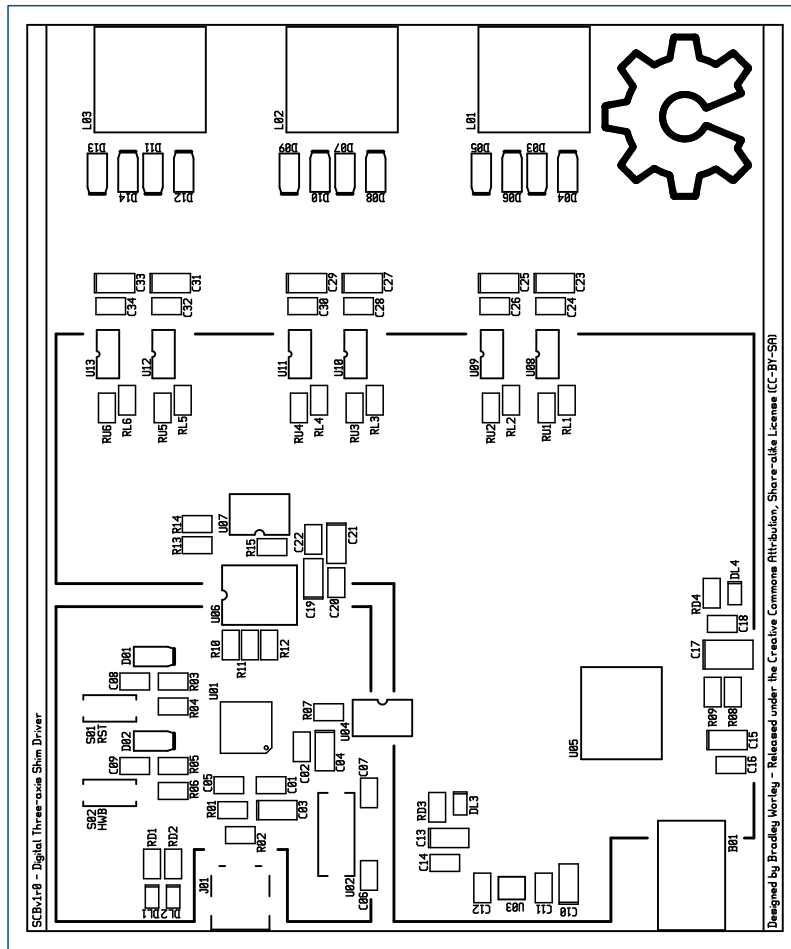 SCBv1r0 - Digital Three-axis Shim Driver
Designed by Bradley Worley - Released under the Creative Commons Attribution, Share-alike License (CC-BY-SA)
L03
L02
L01
D13
D11
D09
D07
D05
D03
D14
D12
D10
D08
D06
D04
C33
C31
C29
C27
C25
C23
C34
C32
C30
C28
C26
C24
U13
U12
U11
U10
U09
U08
RU6
RL6
RU5
RL5
RU4
RL4
RU3
RL3
RU2
RL2
RU1
RL1
R14
R13
U07
R15
C22
C21
U06
C19
C20
RD4
DL4
C18
C17
R10
R11
R12
D01
C08
R03
U01
R04
S01
RST
R07
U04
U05
R09
R08
D02
C09
R05
C02
C04
C15
C16
R06
S02
HWB
C05
C01
C07
R01
C03
RD3
DL3
R02
C13
C14
RD1
RD2
J01
U02
C06
B01
DL1
DL2
C12
U03
C11
C10